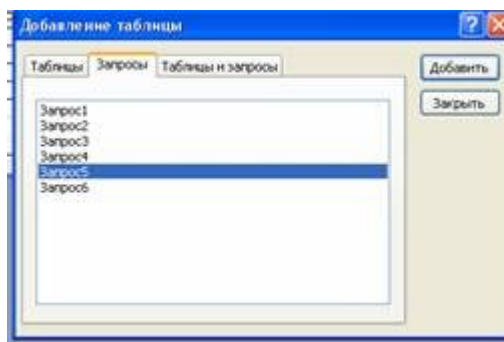 Добавление таблицы
Таблицы Запросы Таблицы и запросы
Добавить
Закрыть
Запрос1
Запрос2
Запрос3
Запрос4
Запрос5
Запрос6